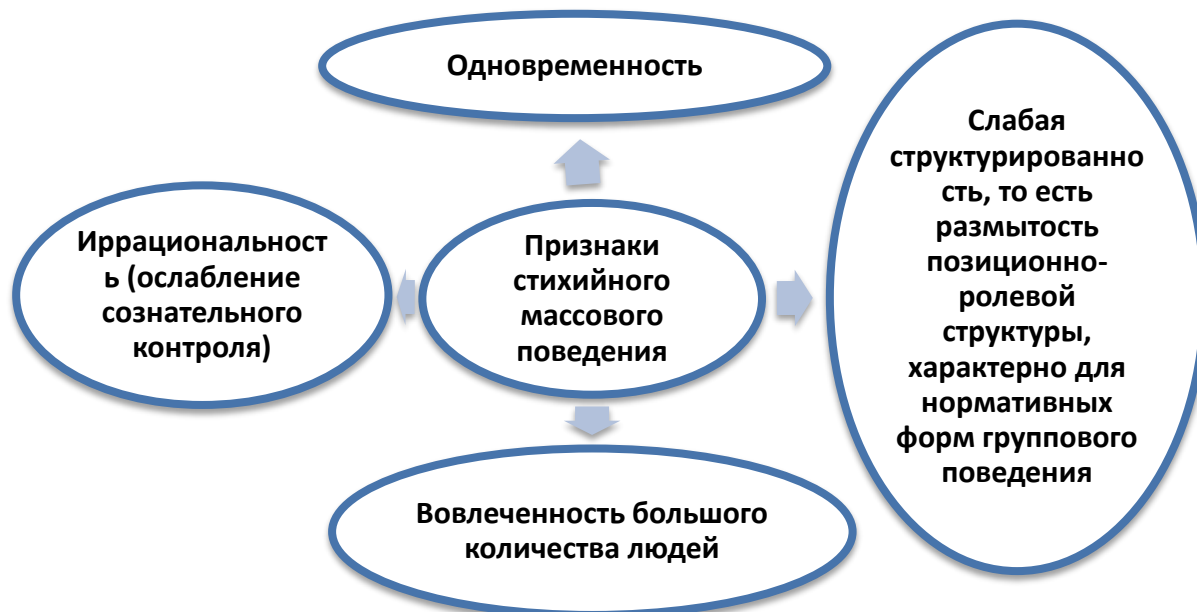 Одновременность
Иррациональност
ь (ослабление
сознательного
контроля)
Признаки
стихийного
массового
поведения
Слабая
структурированно
сть, то есть
размытость
позиционно-
ролевой
структуры,
характерно для
нормативных
форм группового
поведения
Вовлеченность большого
количества людей